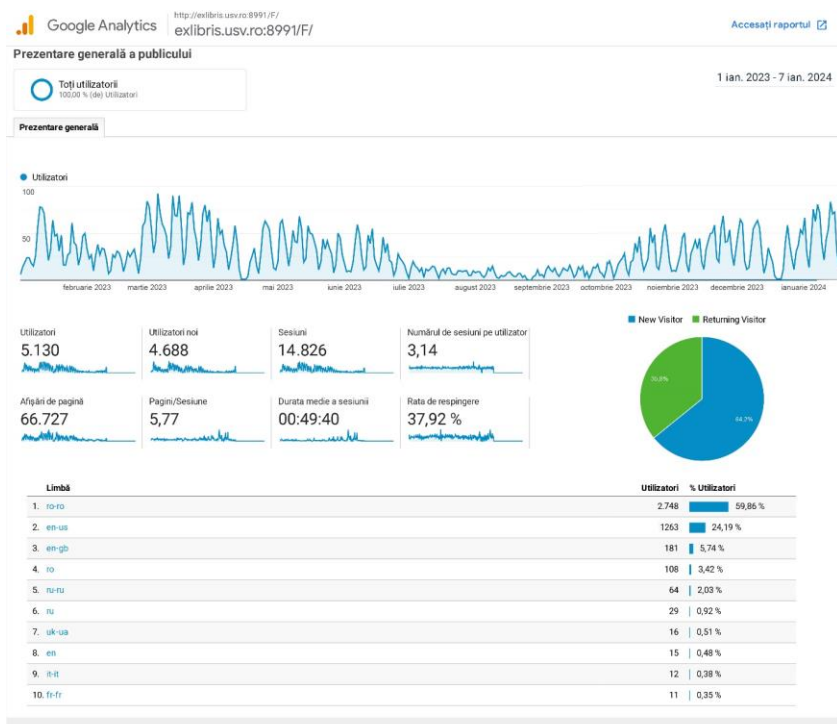 Google Analytics
http://exlibris.usv.ro:8991/F/
exlibris.usv.ro:8991/F/
Accesați raportul
Prezentare generală a publicului
Toți utilizatorii
100,00 % (de) Utilizatori
1 ian. 2023 - 7 ian. 2024
Prezentare generală
Utilizatori
100
50
februarie 2023 martie 2023 aprilie 2023 mai 2023 iunie 2023 iulie 2023 august 2023 septembrie 2023 octombrie 2023 noiembrie 2023 decembrie 2023 ianuarie 2024
New Visitor Returning Visitor
Utilizatori Utilizatori noi Sesiuni Numărul de sesiuni pe utilizator
5.130 4.688 14.826 3,14
Afișări de pagină Pagini/Sesiune Durata medie a sesiunii Rata de respingere
66.727 5,77 00:49:40 37,92 %
Limbă Utilizatori % Utilizatori
1. ro-ro 2.748 59,86 %
2. en-us 1263 24,19 %
3. en-gb 181 5,74 %
4. ro 108 3,42 %
5. ru-ru 64 2,03 %
6. ru 29 0,92 %
7. uk-ua 16 0,51 %
8. en 15 0,48 %
9. it-it 12 0,38 %
10. fr-fr 11 0,35 %